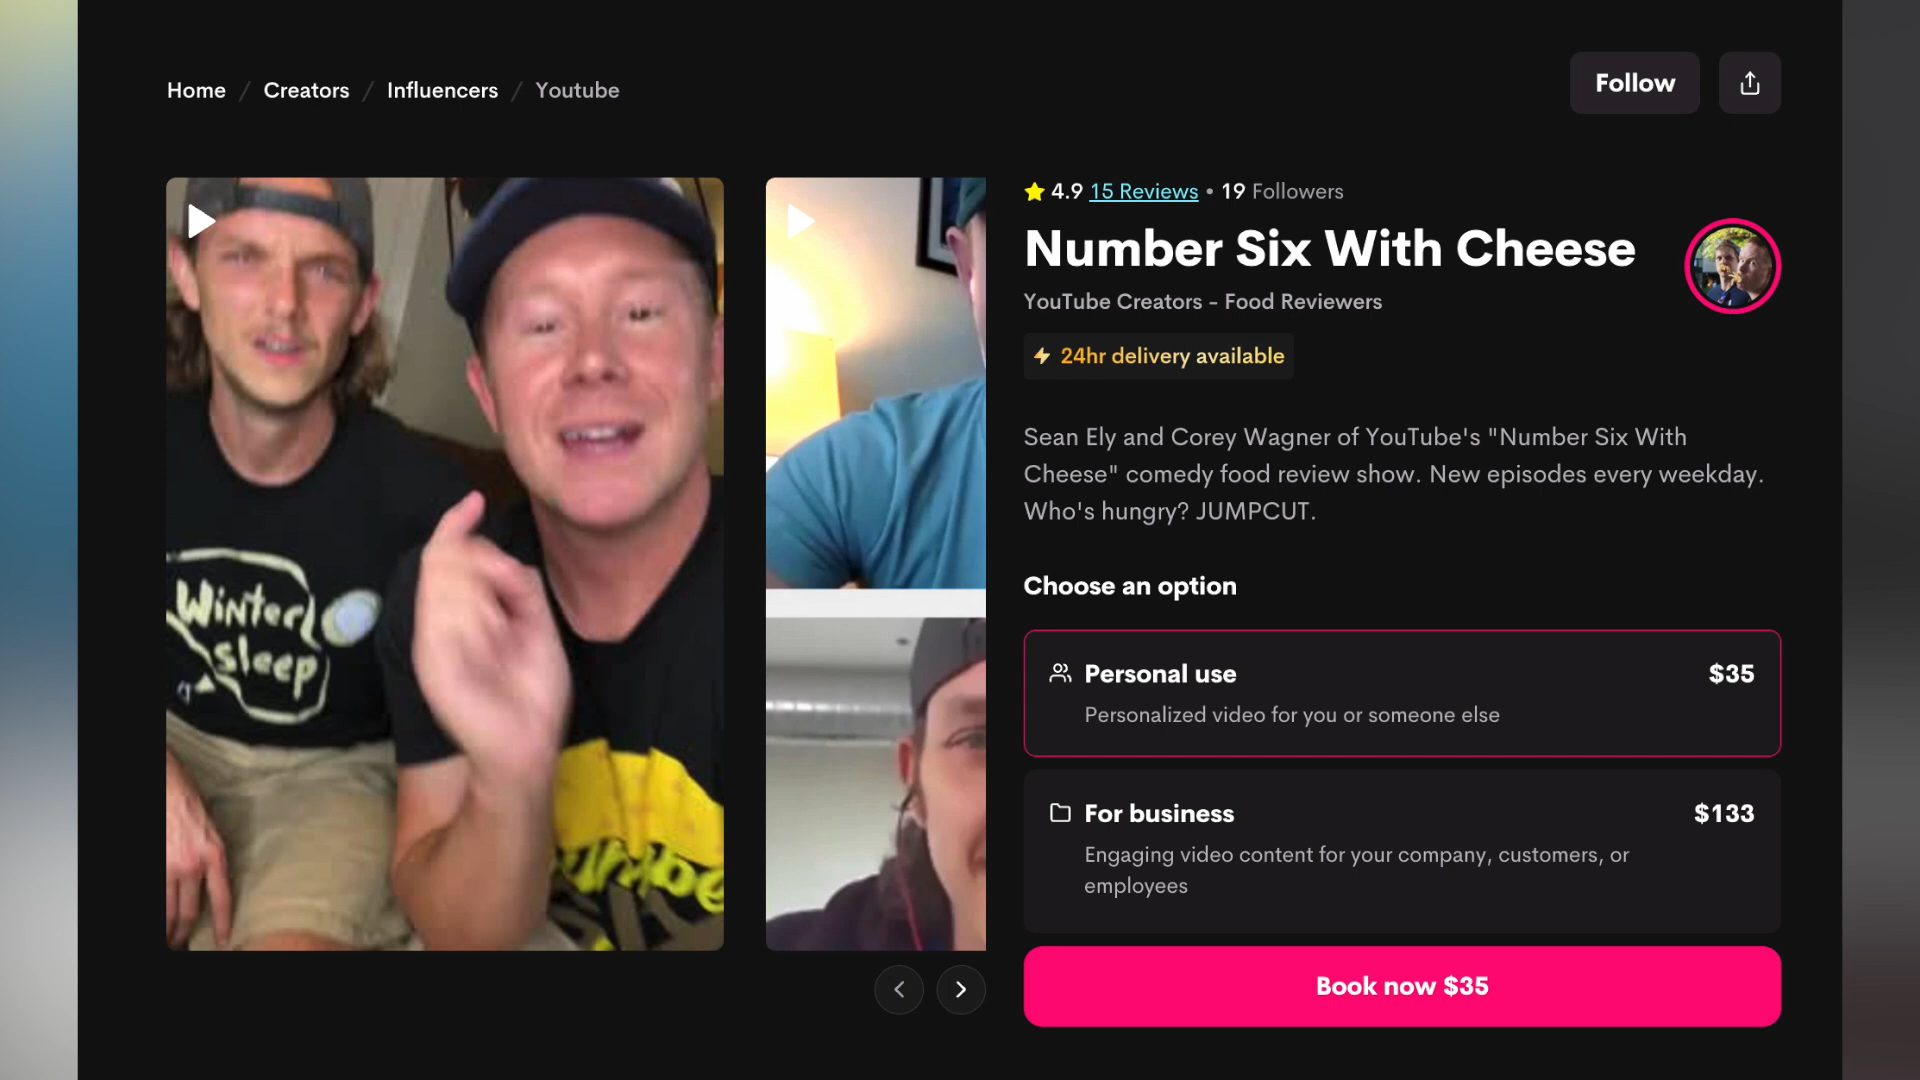 Home / Creators / Influencers / Youtube
Follow
4.9 15 Reviews • 19 Followers
Number Six With Cheese
YouTube Creators - Food Reviewers
24hr delivery available
Sean Ely and Corey Wagner of YouTube's "Number Six With
Cheese" comedy food review show. New episodes every weekday.
Who's hungry? JUMPCUT.
Choose an option
Personal use
$35
Personalized video for you or someone else
For business
$133
Engaging video content for your company, customers, or
employees
Book now $35
Winter
sleep